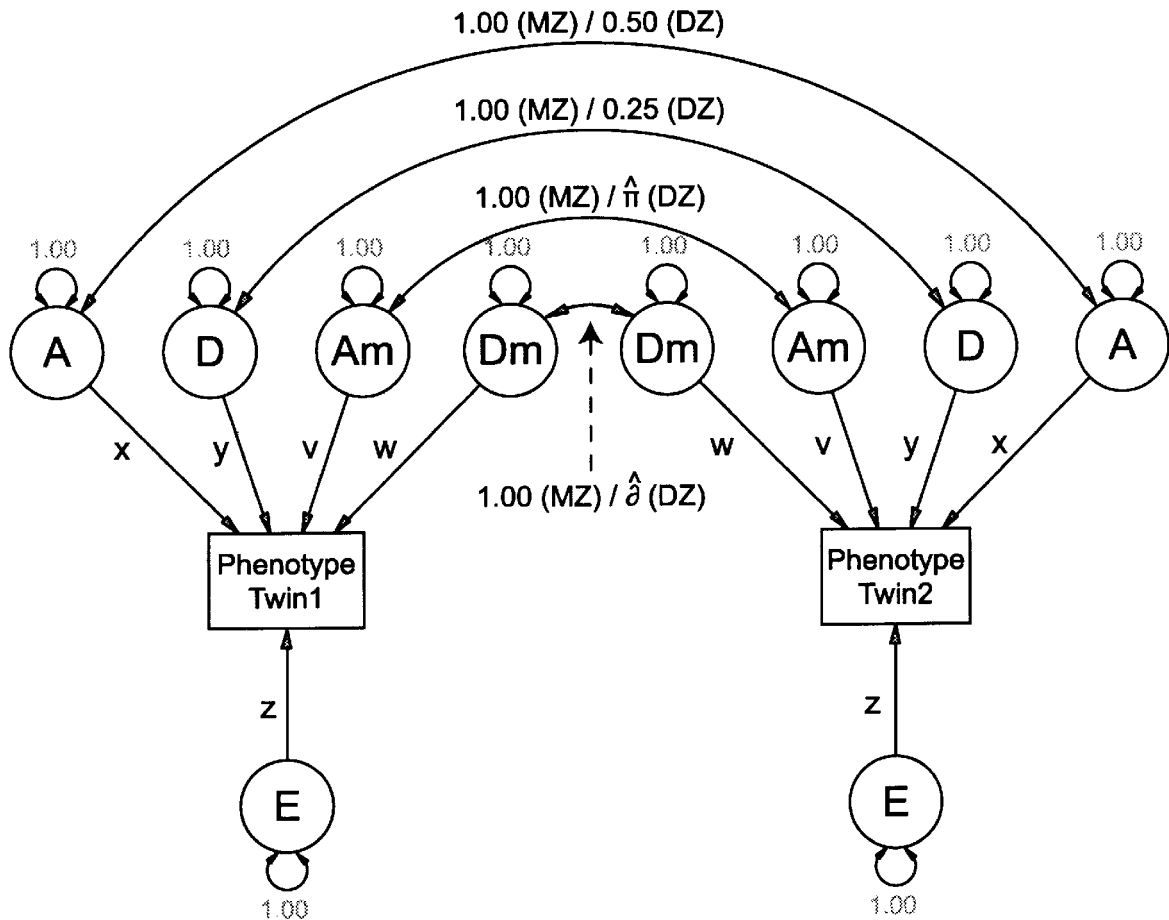 1.00 (MZ) / 0.50 (DZ)
1.00 (MZ) / 0.25 (DZ)
1.00 (MZ) / π̂ (DZ)
1.00 1.00 1.00 1.00 1.00 1.00 1.00 1.00
A D Am Dm Dm Am D A
x y v w w v y x
1.00 (MZ) / ∂̂ (DZ)
Phenotype
Twin1
Phenotype
Twin2
z z
E E
1.00 1.00